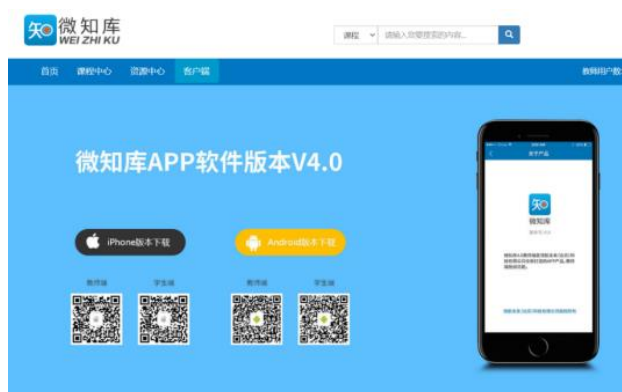 知 微知库
WEI ZHI KU
课程 请输入您要搜索的内容...
首页 课程中心 资源中心 客户端 教师用户数
微知库APP软件版本V4.0
iPhone版本下载 Android版本下载
教师端 学生端 教师端 学生端
关于产品
知
微知库